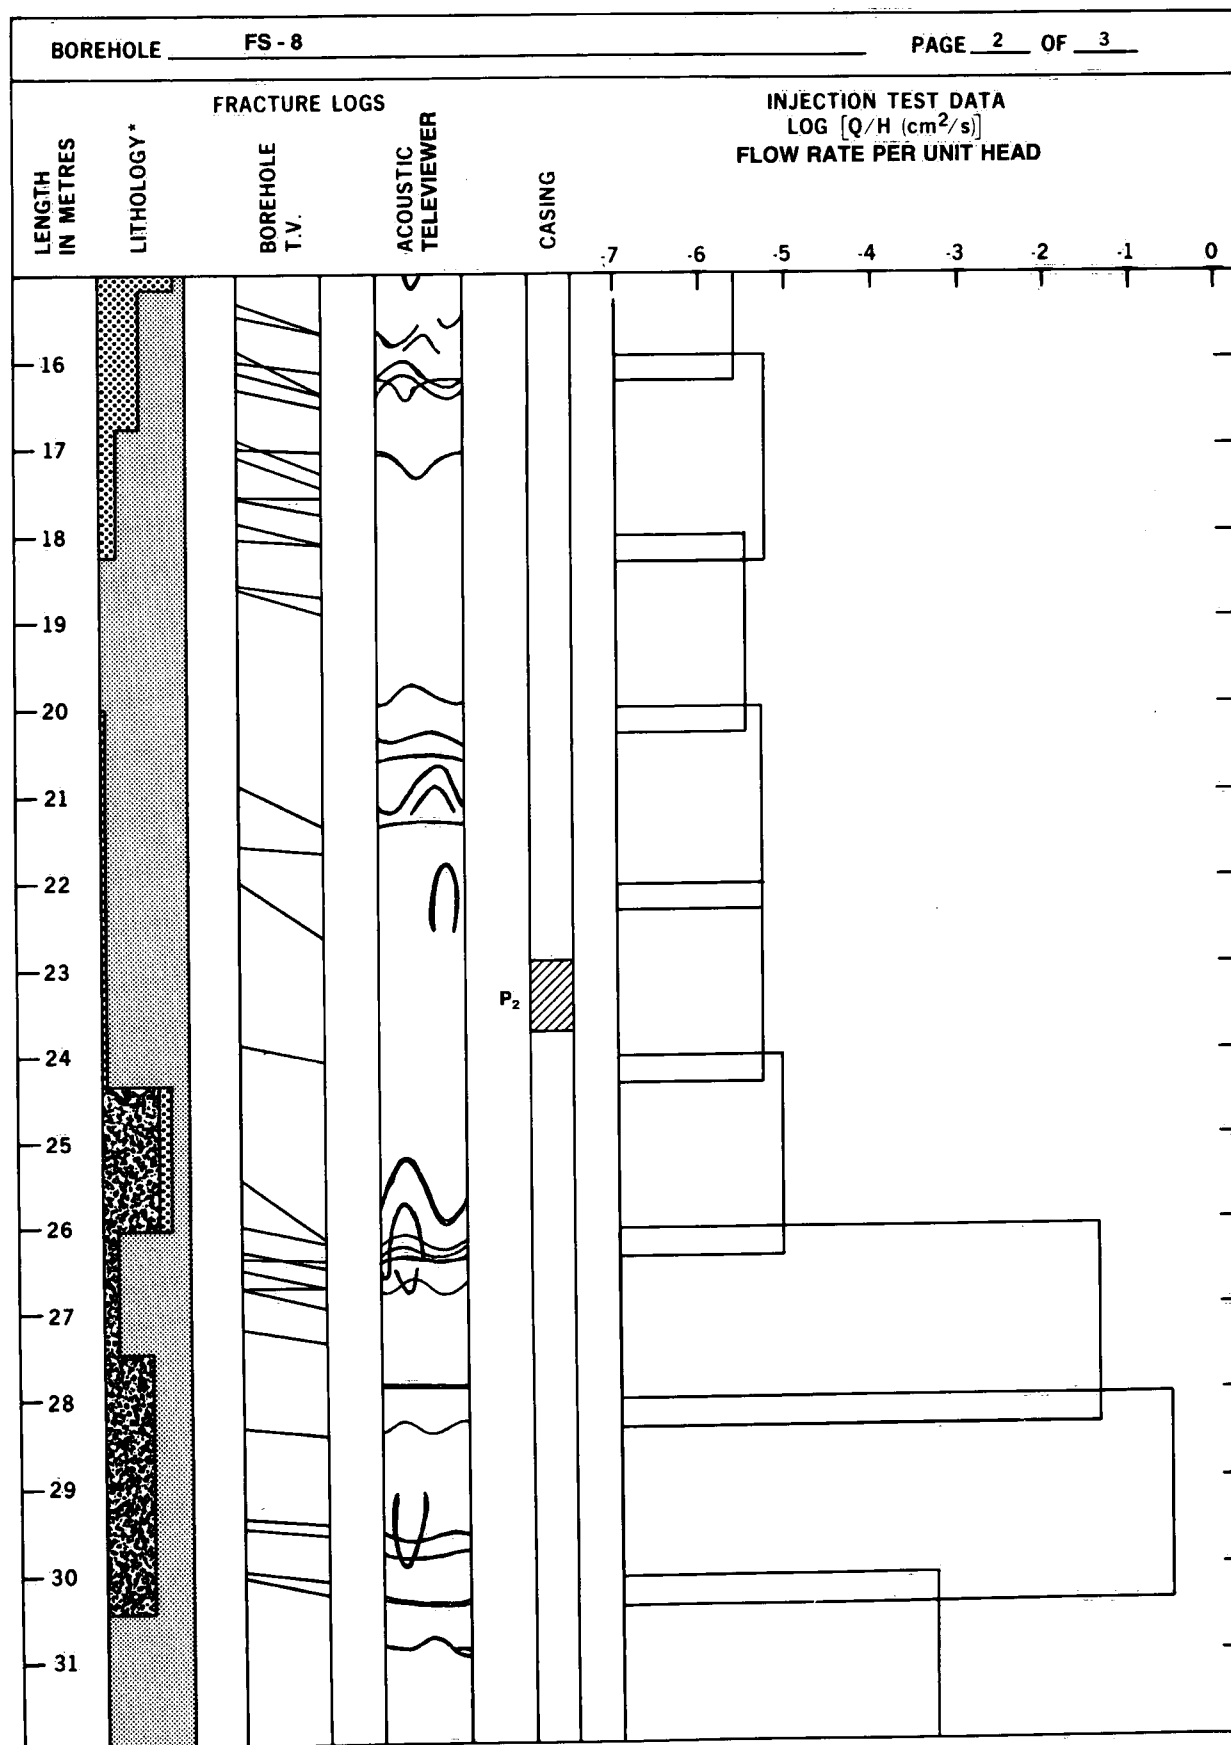 BOREHOLE FS-8 PAGE 2 OF 3
FRACTURE LOGS
INJECTION TEST DATA
LOG [Q/H (cm²/s)]
FLOW RATE PER UNIT HEAD
LENGTH
IN METRES
LITHOLOGY*
BOREHOLE
T.V.
ACOUSTIC
TELEVIEWER
CASING
-7 -5 -4 -3 -2 -1 0
16
17
18
19
20
21
22
23
P₂
24
25
26
27
28
29
30
31